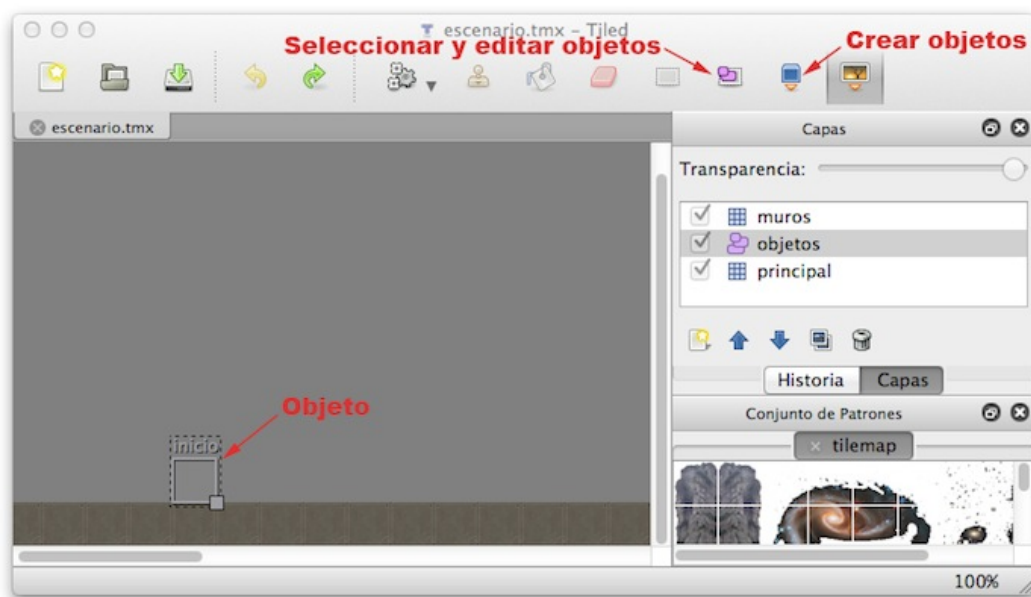 escenario.tmx – Tiled
Seleccionar y editar objetos
Crear objetos
escenario.tmx
Capas
Transparencia:
muros
objetos
principal
Historia
Capas
Objeto
inicio
Conjunto de Patrones
tilemap
100%